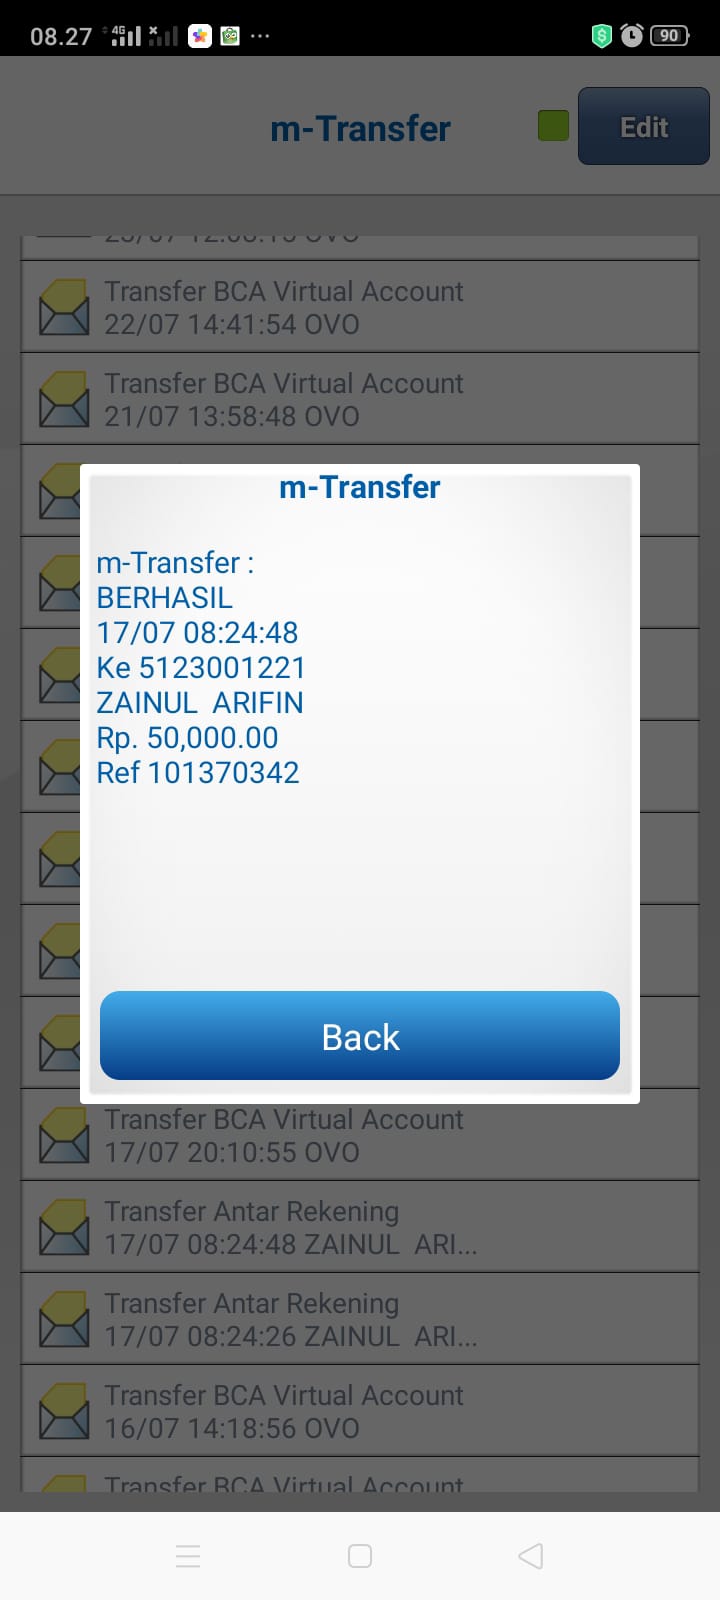 08.27 4G 90
m-Transfer
Edit
Transfer BCA Virtual Account
22/07 14:41:54 OVO
Transfer BCA Virtual Account
21/07 13:58:48 OVO
m-Transfer
m-Transfer :
BERHASIL
17/07 08:24:48
Ke 5123001221
ZAINUL  ARIFIN
Rp. 50,000.00
Ref 101370342
Back
Transfer BCA Virtual Account
17/07 20:10:55 OVO
Transfer Antar Rekening
17/07 08:24:48 ZAINUL  ARI...
Transfer Antar Rekening
17/07 08:24:26 ZAINUL  ARI...
Transfer BCA Virtual Account
16/07 14:18:56 OVO
Transfer BCA Virtual Account